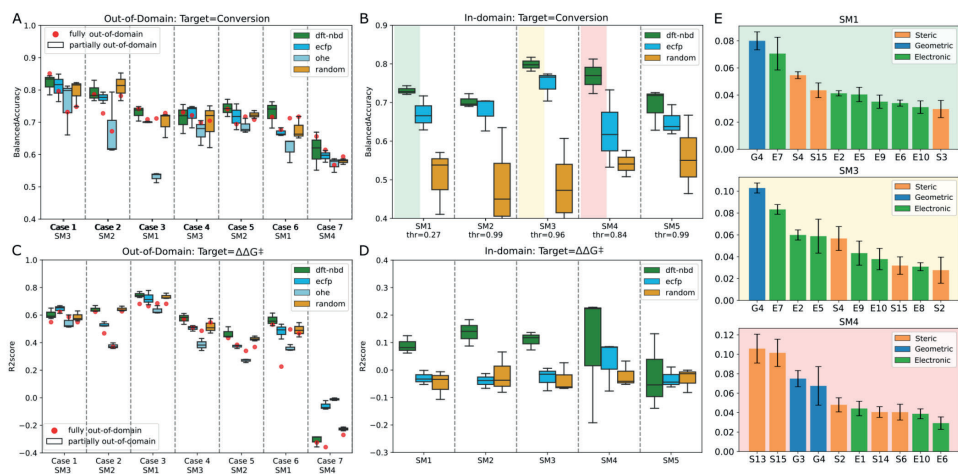 A
Out-of-Domain: Target=Conversion
BalancedAccuracy
0.9
0.8
0.7
0.6
0.5
0.4
fully out-of-domain
partially out-of-domain
dft-nbd
ecfp
ohe
random
Case 1 Case 2 Case 3 Case 4 Case 5 Case 6 Case 7
SM3 SM2 SM1 SM3 SM2 SM1 SM4
B
In-domain: Target=Conversion
BalancedAccuracy
0.9
0.8
0.7
0.6
0.5
0.4
dft-nbd
ecfp
random
SM1 SM2 SM3 SM4 SM5
thr=0.27 thr=0.99 thr=0.96 thr=0.84 thr=0.99
C
Out-of-Domain: Target=ΔΔG‡
R2score
1.0
0.8
0.6
0.4
0.2
0.0
−0.2
−0.4
dft-nbd
ecfp
ohe
random
fully out-of-domain
partially out-of-domain
Case 1 Case 2 Case 3 Case 4 Case 5 Case 6 Case 7
SM3 SM2 SM1 SM3 SM2 SM1 SM4
D
In-domain: Target=ΔΔG‡
R2score
0.6
0.5
0.4
0.3
0.2
0.1
0.0
−0.1
−0.2
−0.3
dft-nbd
ecfp
random
SM1 SM2 SM3 SM4 SM5
E
SM1
0.10
0.08
0.06
0.04
0.02
0.00
Steric
Geometric
Electronic
G4 E7 S4 S15 E2 E5 E9 E6 E10 S3
SM3
0.12
0.10
0.08
0.06
0.04
0.02
0.00
Steric
Geometric
Electronic
G4 E7 E2 E5 S4 E9 E10 S15 E8 S2
SM4
0.12
0.10
0.08
0.06
0.04
0.02
0.00
Steric
Geometric
Electronic
S13 S15 G3 G4 S2 E1 S14 S6 E10 E6